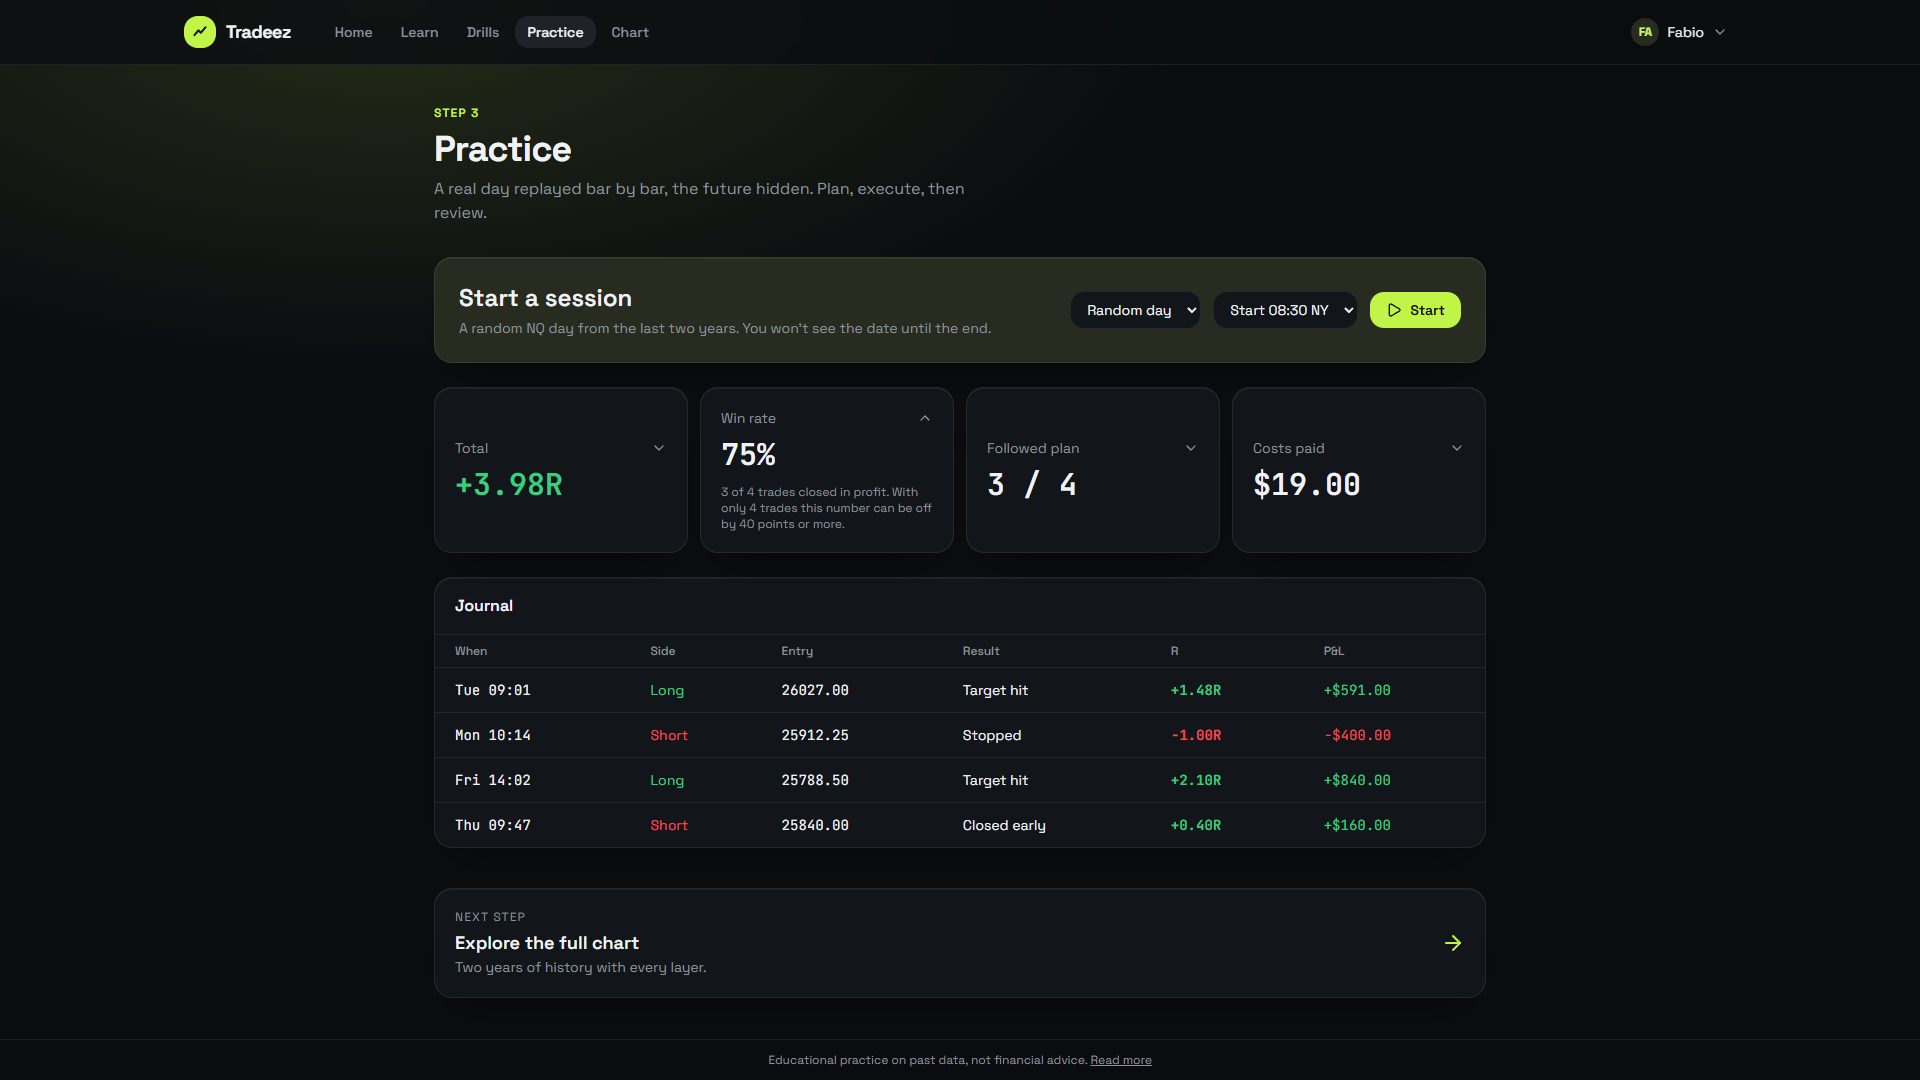 Tradeez
Home
Learn
Drills
Practice
Chart
FA
Fabio
STEP 3
Practice
A real day replayed bar by bar, the future hidden. Plan, execute, then
review.
Start a session
A random NQ day from the last two years. You won't see the date until the end.
Random day
Start 08:30 NY
Start
Total
+3.98R
Win rate
75%
3 of 4 trades closed in profit. With
only 4 trades this number can be off
by 40 points or more.
Followed plan
3 / 4
Costs paid
$19.00
Journal
When Side Entry Result R P&L
Tue 09:01 Long 26027.00 Target hit +1.48R +$591.00
Mon 10:14 Short 25912.25 Stopped -1.00R -$400.00
Fri 14:02 Long 25788.50 Target hit +2.10R +$840.00
Thu 09:47 Short 25840.00 Closed early +0.40R +$160.00
NEXT STEP
Explore the full chart
Two years of history with every layer.
Educational practice on past data, not financial advice. Read more